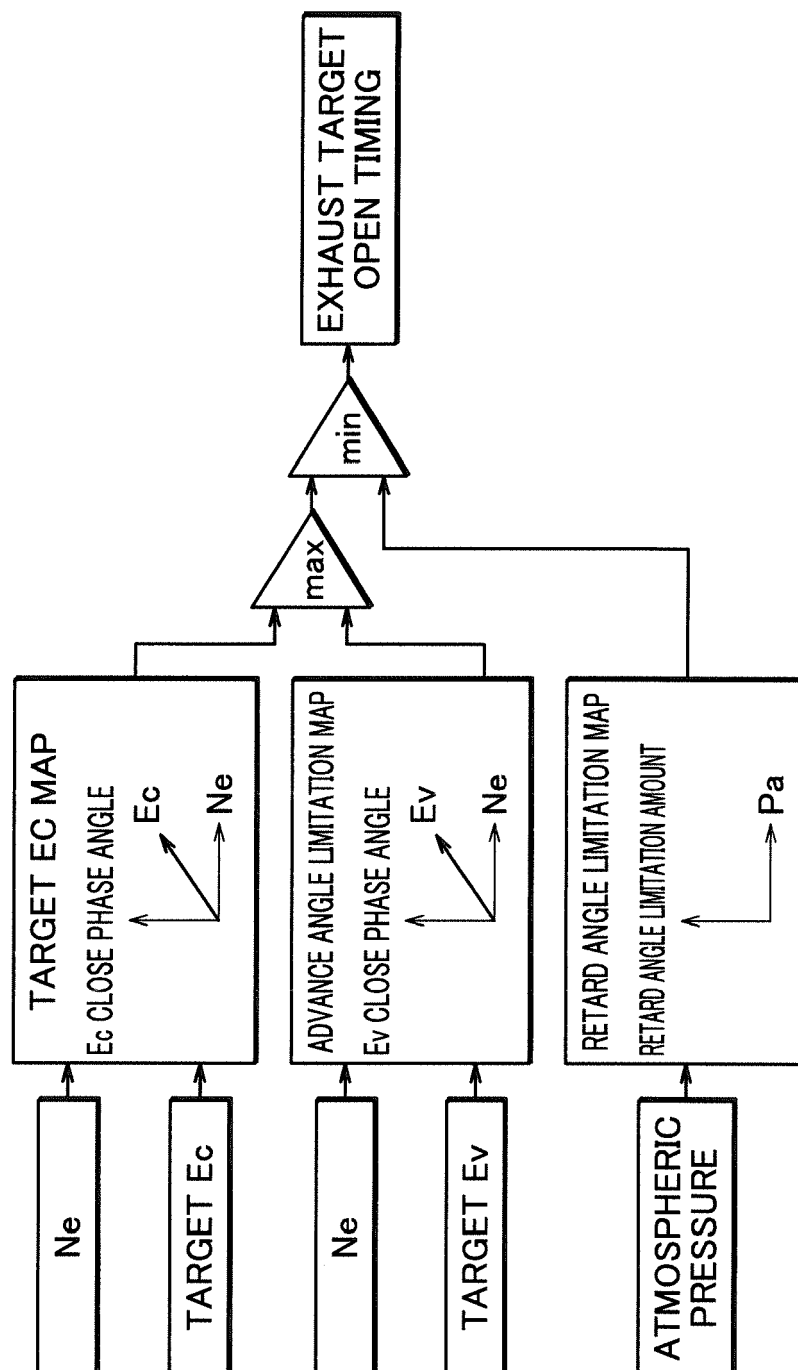 Ne
TARGET Ec
TARGET EC MAP
Ec CLOSE PHASE ANGLE
Ec
Ne
Ne
TARGET Ev
ADVANCE ANGLE LIMITATION MAP
Ev CLOSE PHASE ANGLE
Ev
Ne
ATMOSPHERIC
PRESSURE
RETARD ANGLE LIMITATION MAP
RETARD ANGLE LIMITATION AMOUNT
Pa
max
min
EXHAUST TARGET
OPEN TIMING